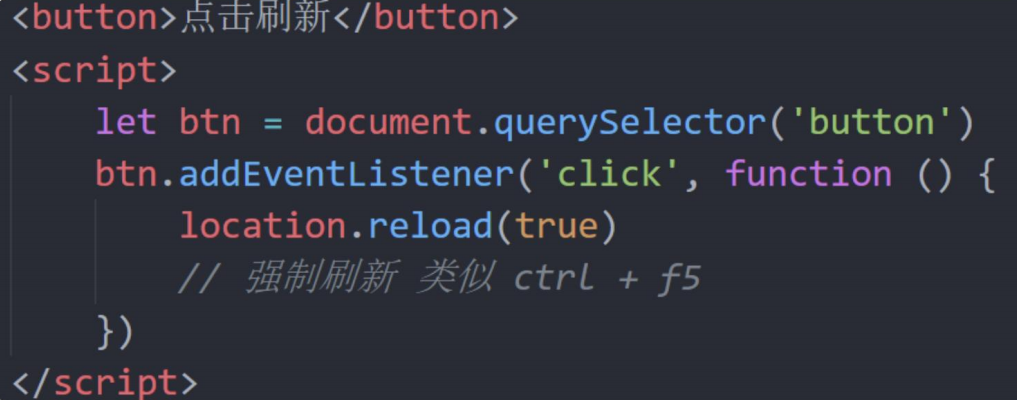 <button>点击刷新</button>
<script>
    let btn = document.querySelector('button')
    btn.addEventListener('click', function () {
        location.reload(true)
        // 强制刷新 类似 ctrl + f5
    })
</script>